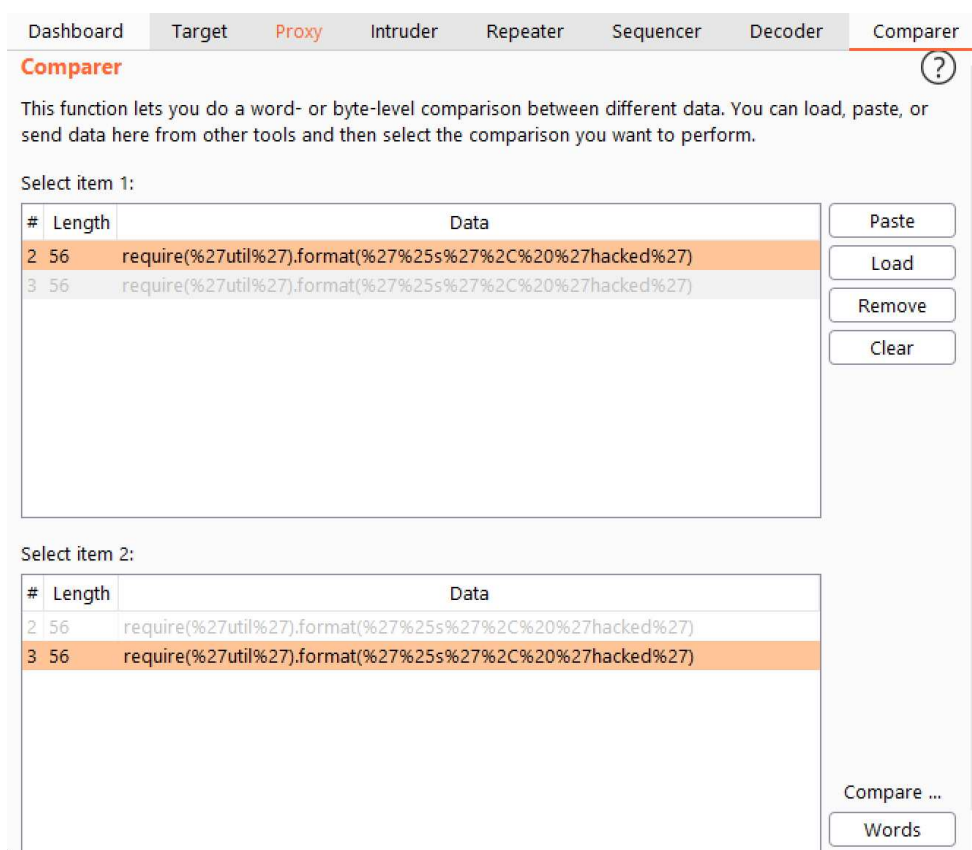 Dashboard Target Proxy Intruder Repeater Sequencer Decoder Comparer
Comparer
?
This function lets you do a word- or byte-level comparison between different data. You can load, paste, or
send data here from other tools and then select the comparison you want to perform.
Select item 1:
# Length Data
Paste
2 56 require(%27util%27).format(%27%25s%27%2C%20%27hacked%27)
Load
3 56 require(%27util%27).format(%27%25s%27%2C%20%27hacked%27)
Remove
Clear
Select item 2:
# Length Data
2 56 require(%27util%27).format(%27%25s%27%2C%20%27hacked%27)
3 56 require(%27util%27).format(%27%25s%27%2C%20%27hacked%27)
Compare ...
Words